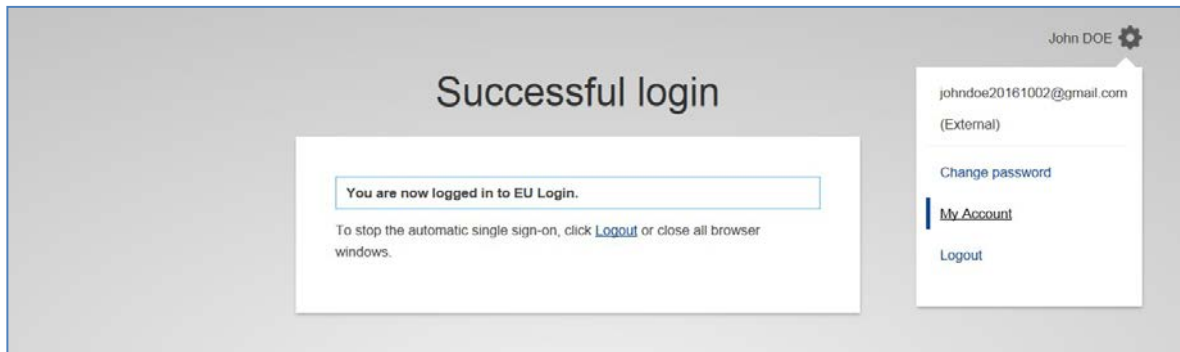 John DOE
Successful login
johndoe20161002@gmail.com
(External)
You are now logged in to EU Login.
To stop the automatic single sign-on, click Logout or close all browser
windows.
Change password
My Account
Logout